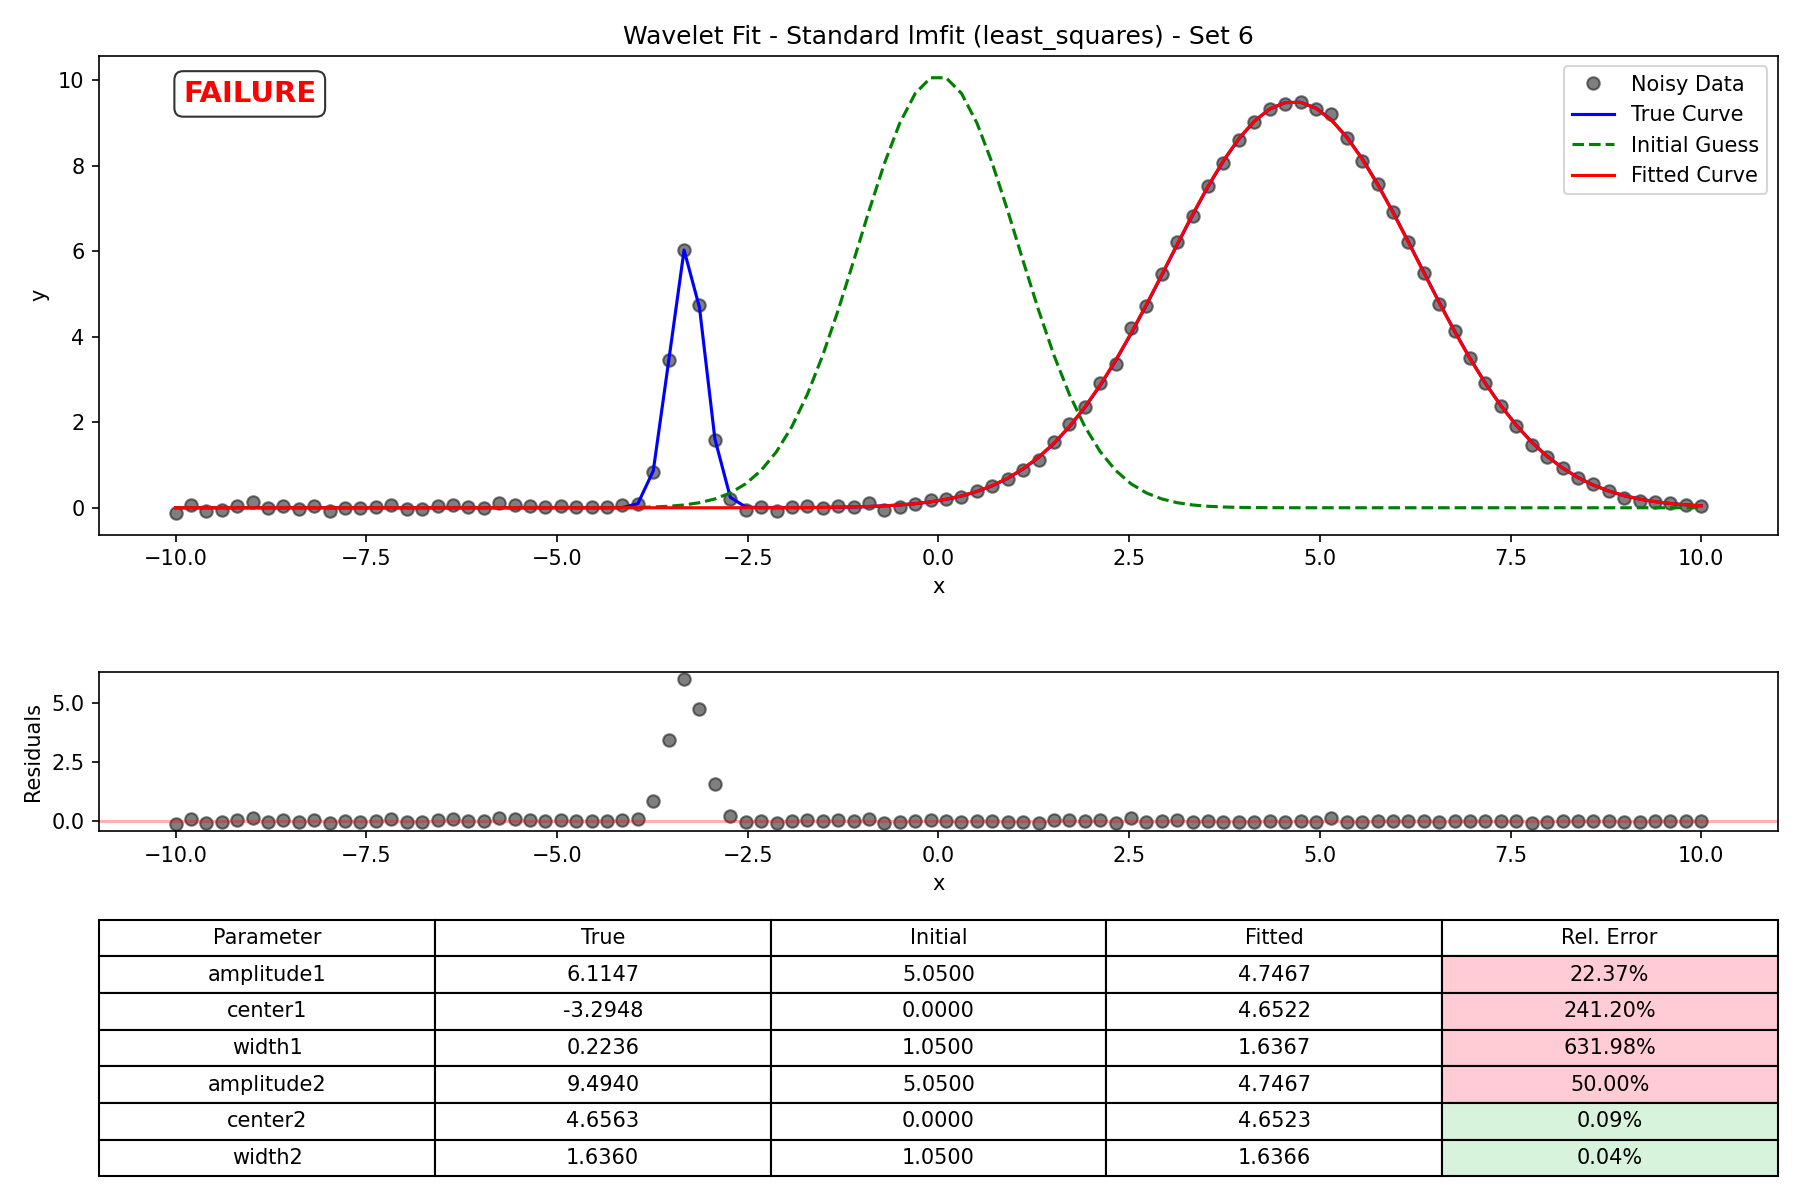 Wavelet Fit - Standard lmfit (least_squares) - Set 6
FAILURE
Noisy Data
True Curve
Initial Guess
Fitted Curve
10
8
6
4
2
0
y
−10.0 −7.5 −5.0 −2.5 0.0 2.5 5.0 7.5 10.0
x
5.0
2.5
0.0
Residuals
−10.0 −7.5 −5.0 −2.5 0.0 2.5 5.0 7.5 10.0
x
Parameter True Initial Fitted Rel. Error
amplitude1 6.1147 5.0500 4.7467 22.37%
center1 -3.2948 0.0000 4.6522 241.20%
width1 0.2236 1.0500 1.6367 631.98%
amplitude2 9.4940 5.0500 4.7467 50.00%
center2 4.6563 0.0000 4.6523 0.09%
width2 1.6360 1.0500 1.6366 0.04%